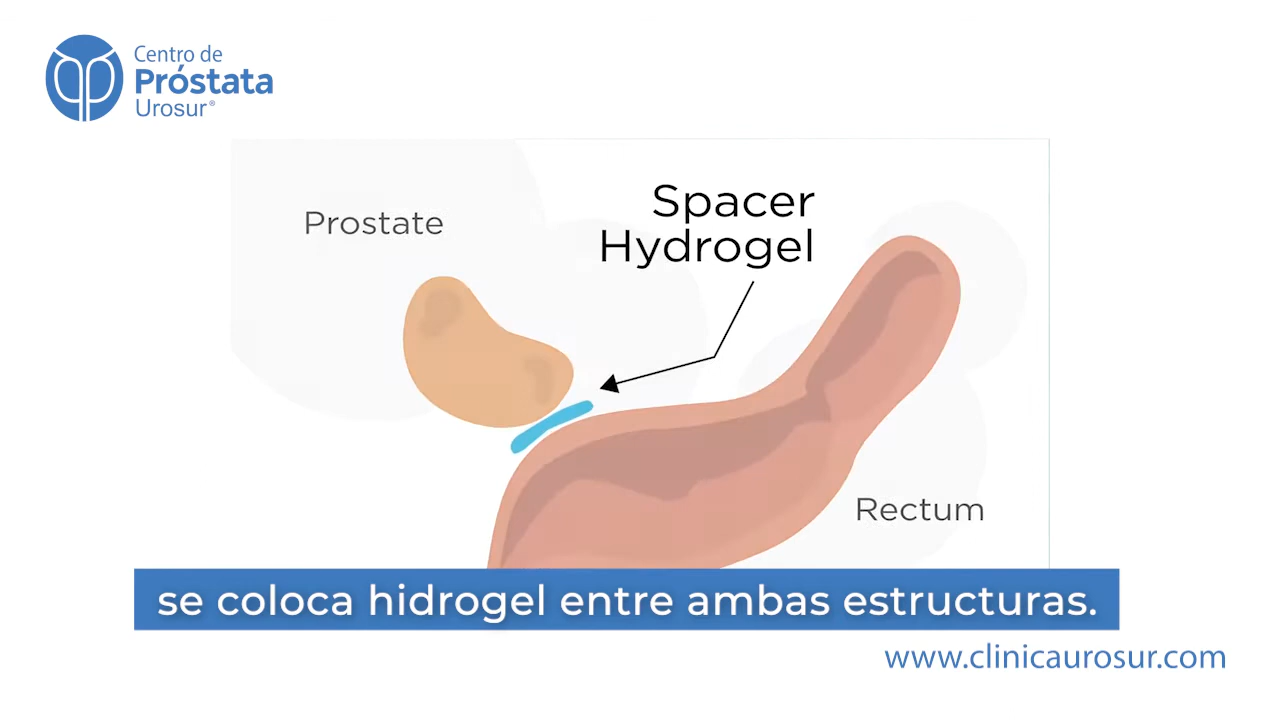 Centro de
Próstata
Urosur®
Prostate
Spacer
Hydrogel
Rectum
se coloca hidrogel entre ambas estructuras.
www.clinicaurosur.com